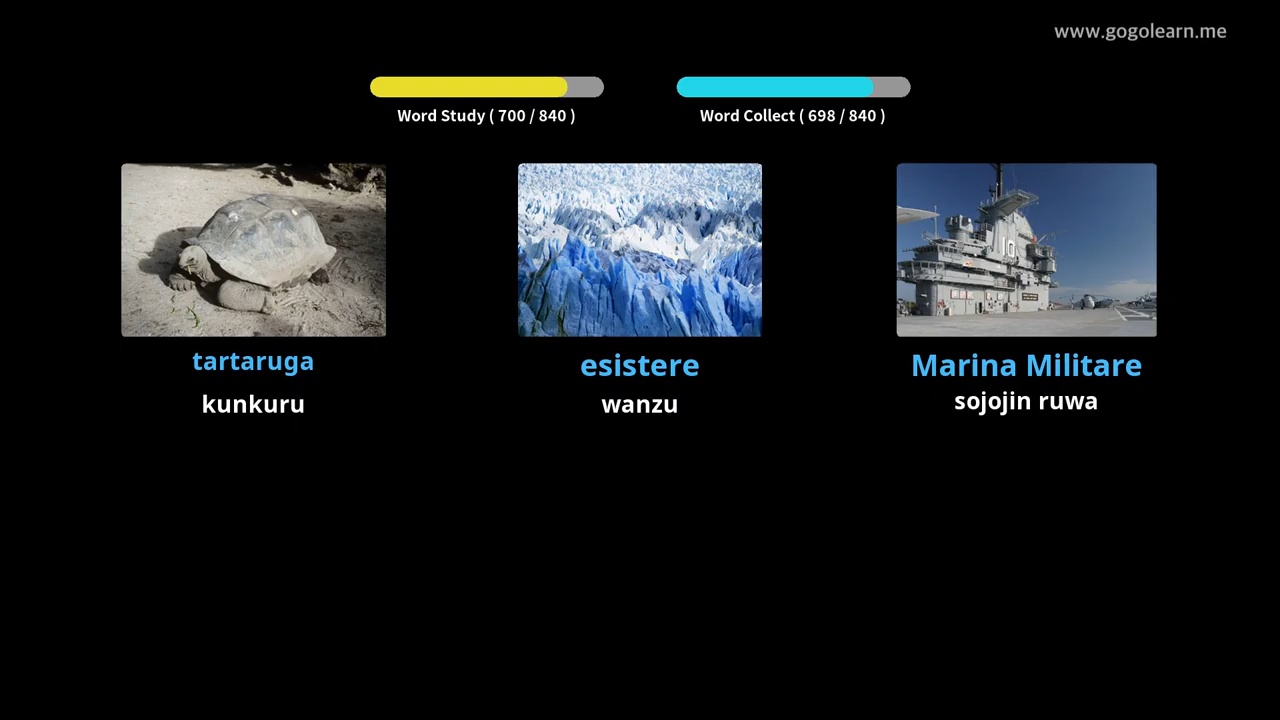 www.gogolearn.me
Word Study ( 700 / 840 )
Word Collect ( 698 / 840 )
10
tartaruga
esistere
Marina Militare
kunkuru
wanzu
sojojin ruwa